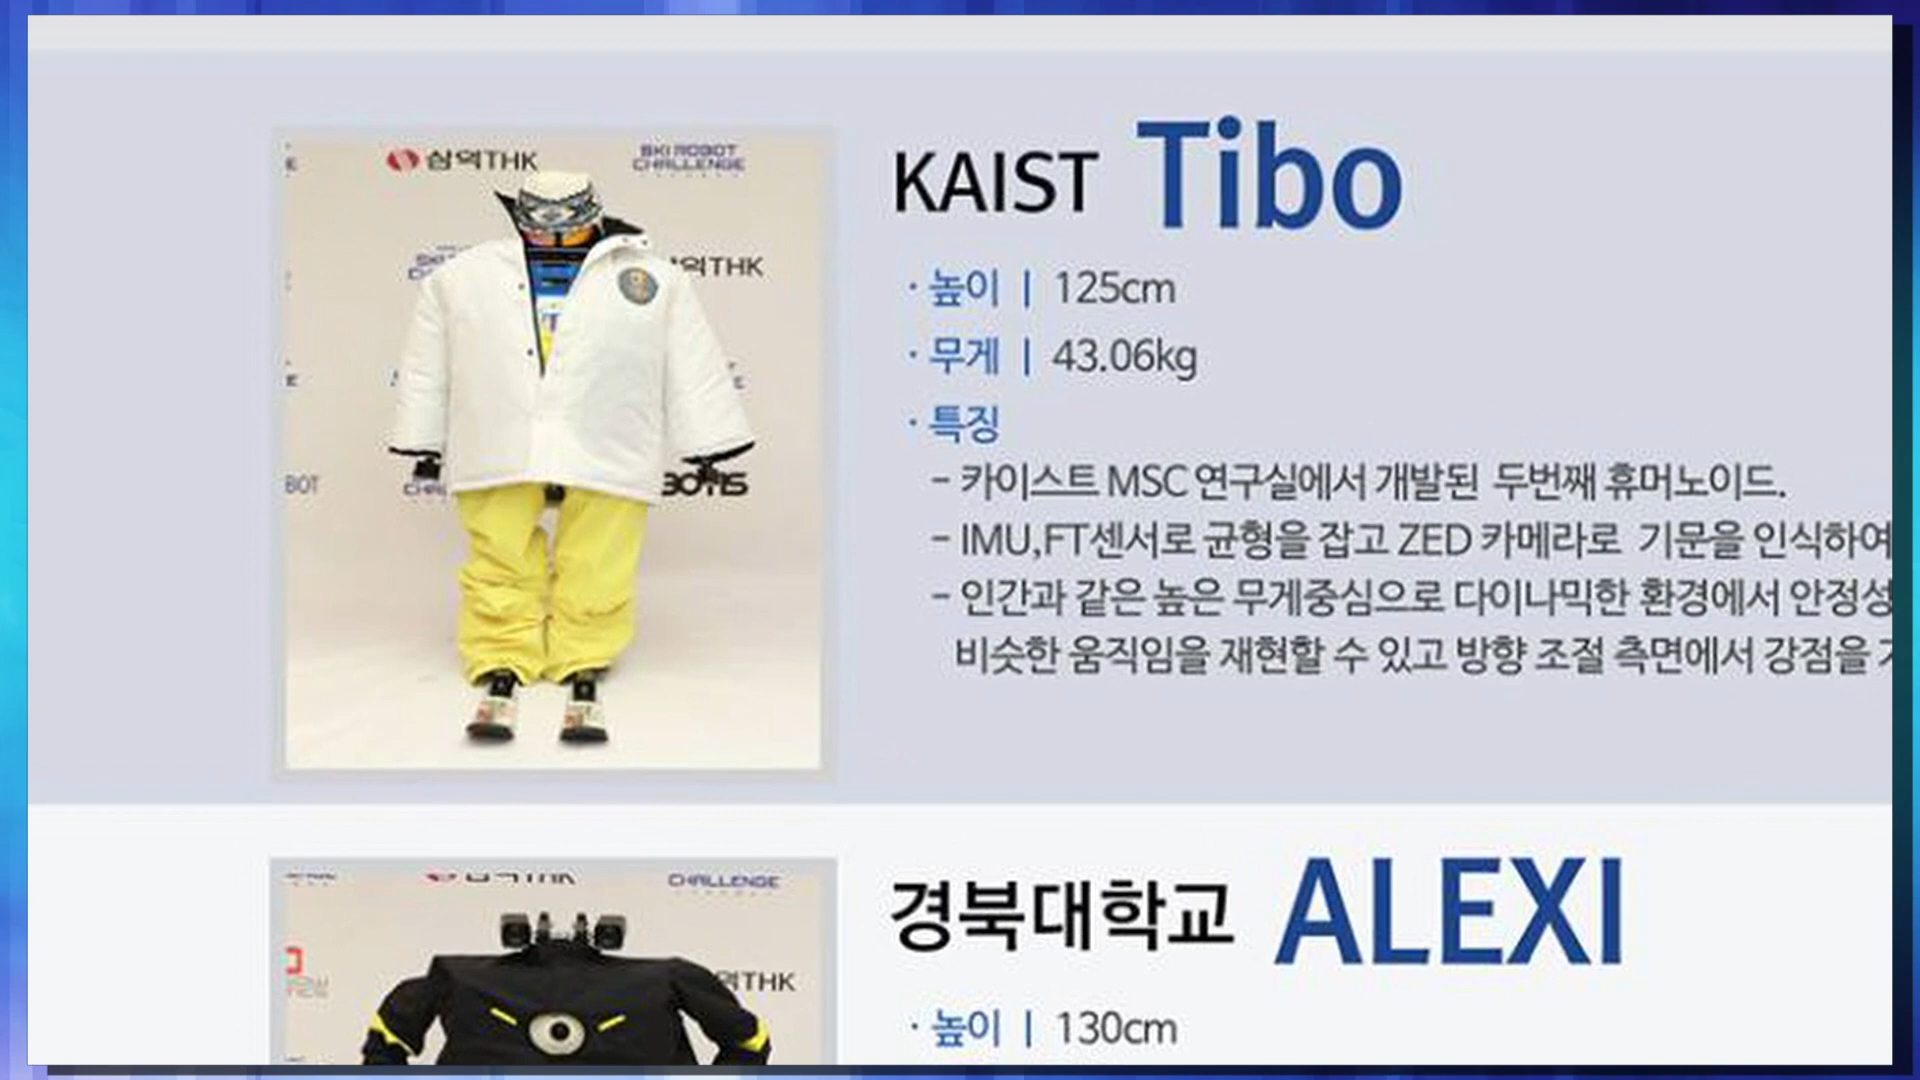 삼익THK
SKI ROBOT
CHALLENGE
THK
BOT
KAIST Tibo
· 높이 | 125cm
· 무게 | 43.06kg
· 특징
– 카이스트 MSC 연구실에서 개발된 두번째 휴머노이드.
– IMU,FT센서로 균형을 잡고 ZED 카메라로 기문을 인식하여
– 인간과 같은 높은 무게중심으로 다이나믹한 환경에서 안정성
비슷한 움직임을 재현할 수 있고 방향 조절 측면에서 강점을
CHALLENGE
경북대학교 ALEXI
THK
· 높이 | 130cm